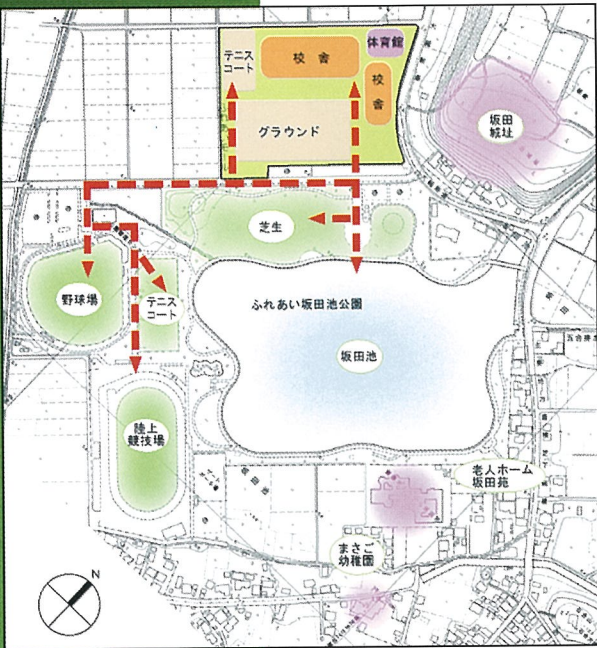 テニス
コート
校舎
体育館
校
舎
グラウンド
坂田
城址
芝生
野球場
テニス
コート
ふれあい坂田池公園
坂田池
陸上
競技場
老人ホーム
坂田苑
まさご
幼稚園
N